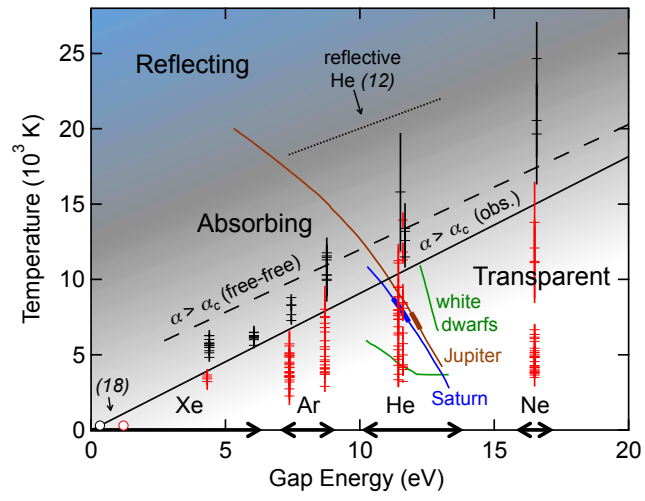 Reflecting
reflective
He (12)
Absorbing
α > αc (free-free)
α > αc (obs.)
Transparent
white
dwarfs
Jupiter
Saturn
(18)
Xe
Ar
He
Ne
25
20
15
10
5
0
0
5
10
15
20
Temperature (10³ K)
Gap Energy (eV)